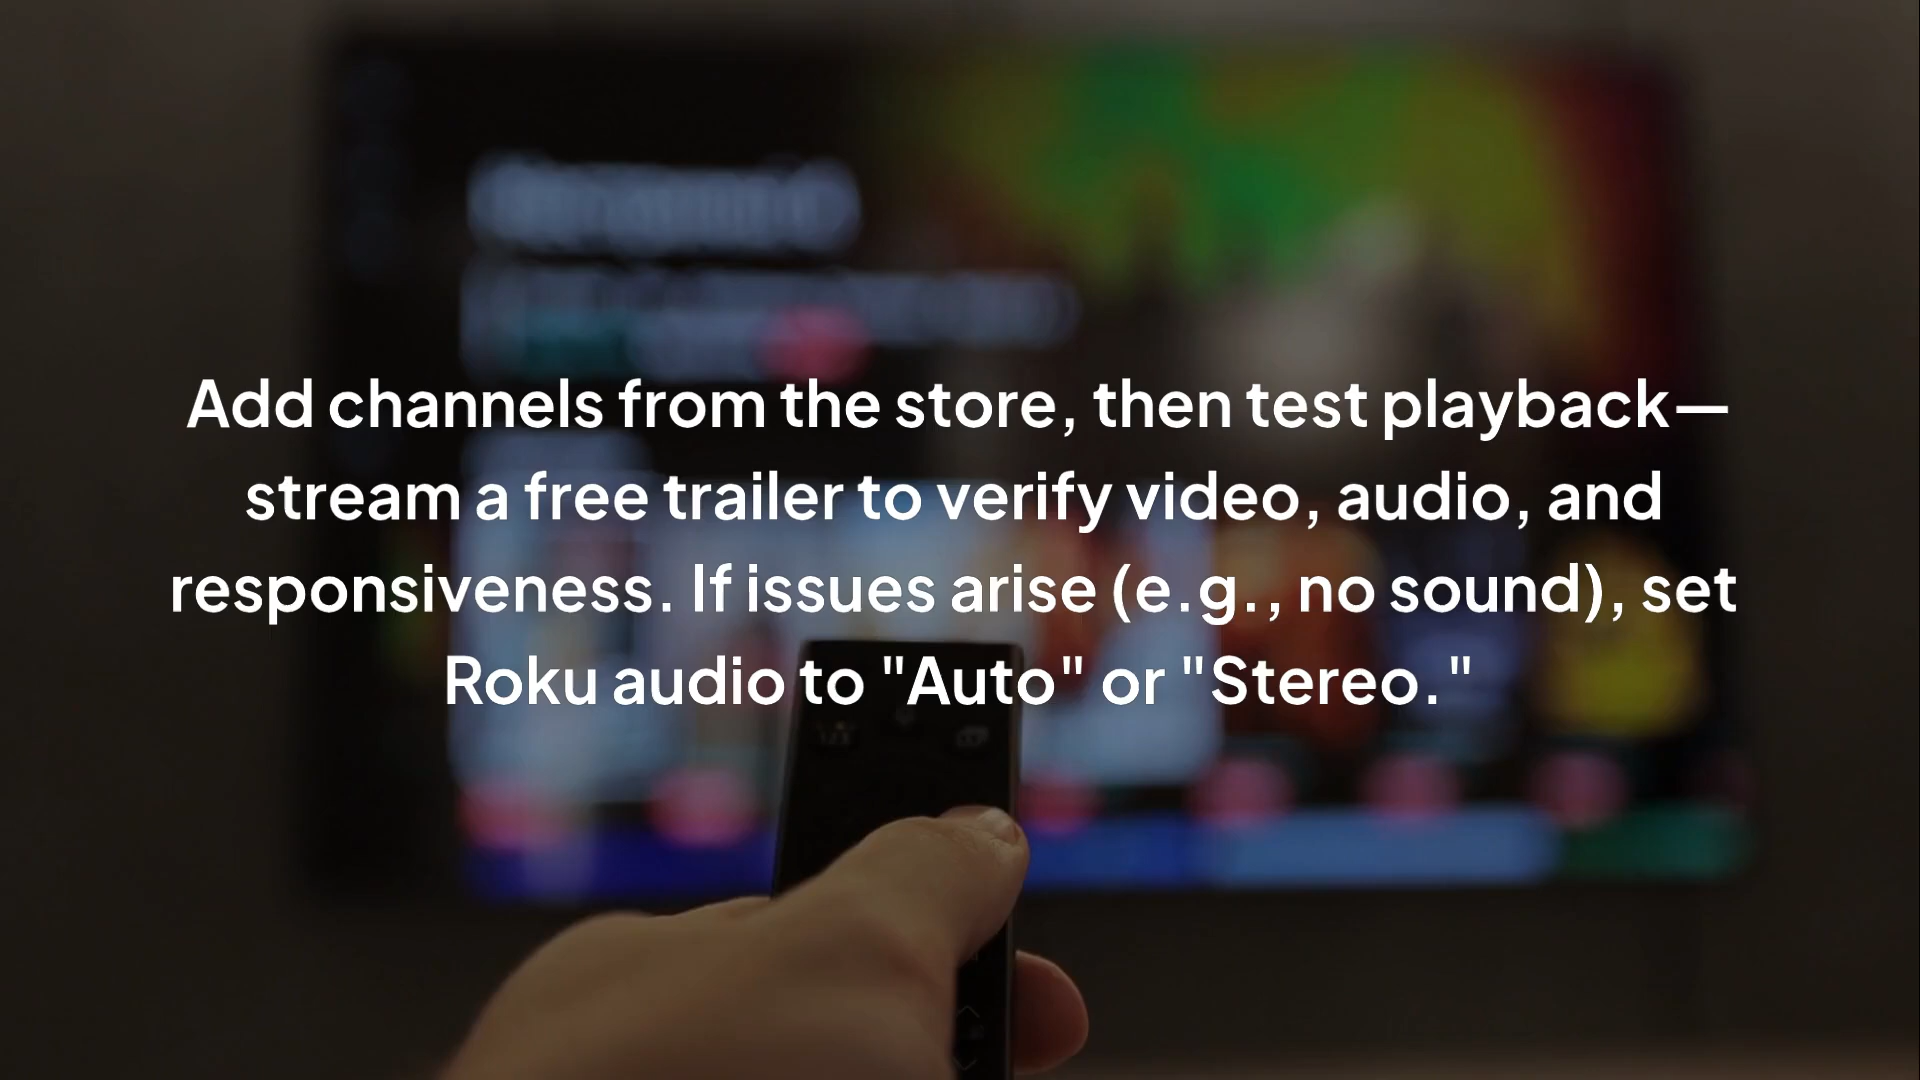 Add channels from the store, then test playback—
stream a free trailer to verify video, audio, and
responsiveness. If issues arise (e.g., no sound), set
Roku audio to "Auto" or "Stereo."
123